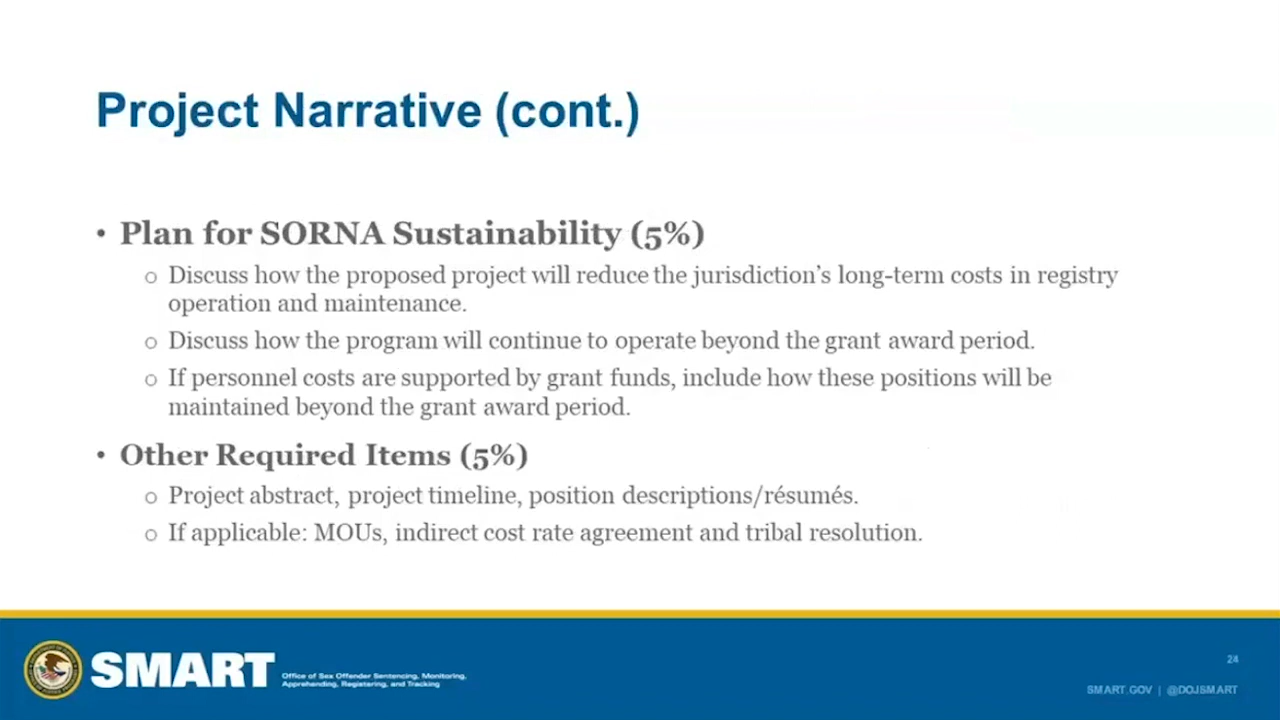 Project Narrative (cont.)
• Plan for SORNA Sustainability (5%)
o Discuss how the proposed project will reduce the jurisdiction’s long-term costs in registry
operation and maintenance.
o Discuss how the program will continue to operate beyond the grant award period.
o If personnel costs are supported by grant funds, include how these positions will be
maintained beyond the grant award period.
• Other Required Items (5%)
o Project abstract, project timeline, position descriptions/résumés.
o If applicable: MOUs, indirect cost rate agreement and tribal resolution.
SMART
Office of Sex Offender Sentencing, Monitoring,
Apprehending, Registering, and Tracking
24
SMART.GOV | @DOJSMART